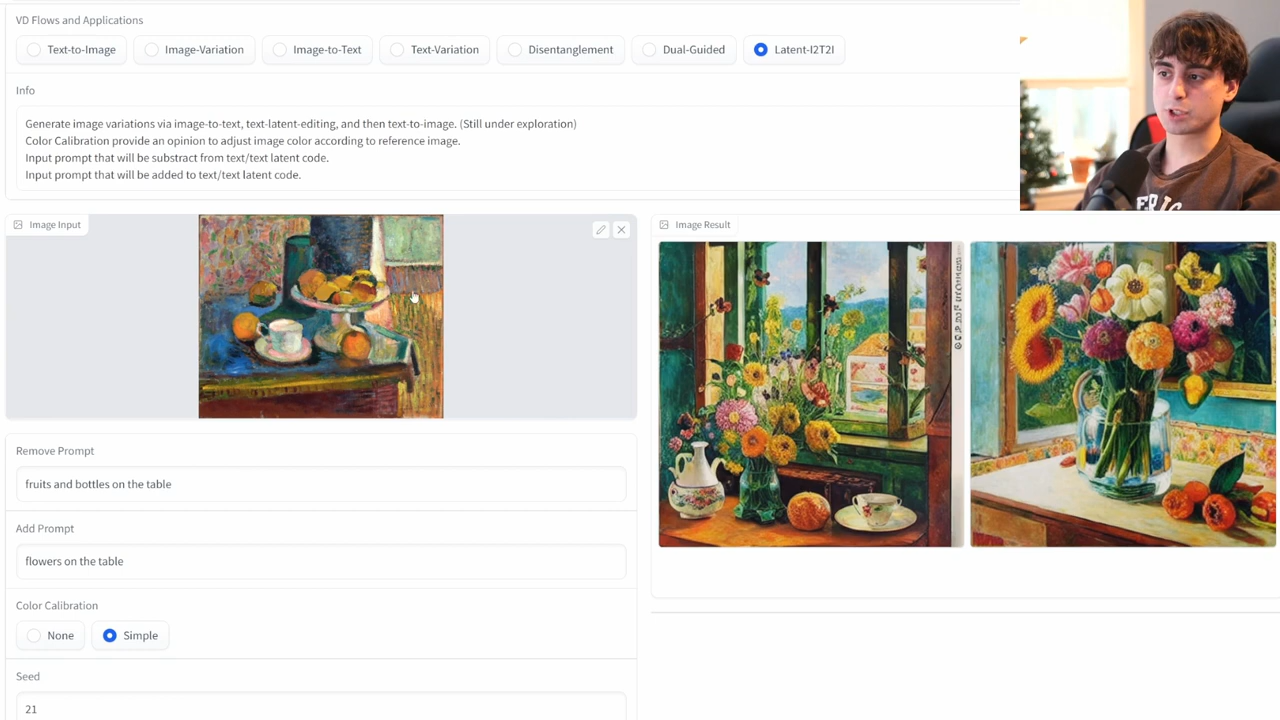 VD Flows and Applications
Text-to-Image
Image-Variation
Image-to-Text
Text-Variation
Disentanglement
Dual-Guided
Latent-I2T2I
Info
Generate image variations via image-to-text, text-latent-editing, and then text-to-image. (Still under exploration)
Color Calibration provide an opinion to adjust image color according to reference image.
Input prompt that will be substract from text/text latent code.
Input prompt that will be added to text/text latent code.
Image Input
Image Result
Remove Prompt
fruits and bottles on the table
Add Prompt
flowers on the table
Color Calibration
None
Simple
Seed
21